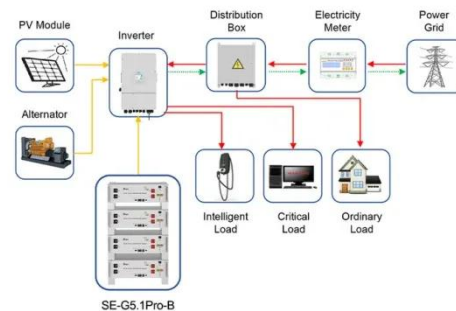 PV Module
Inverter
Distribution
Box
Electricity
Meter
Power
Grid
Alternator
Intelligent
Load
Critical
Load
Ordinary
Load
SE-G5.1Pro-B